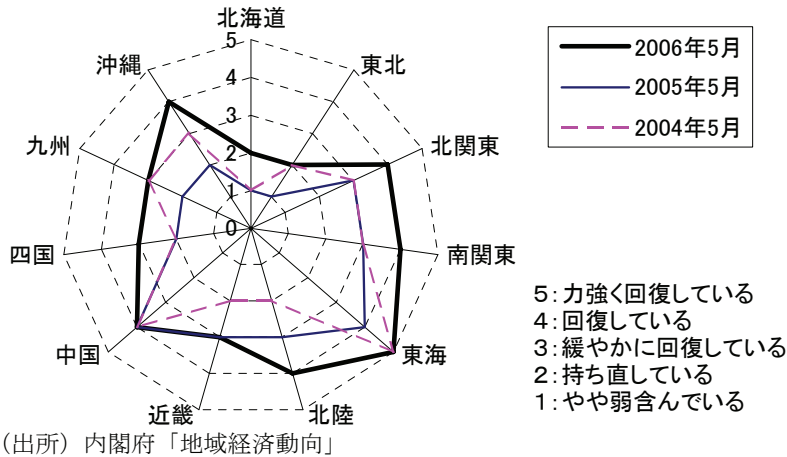 北海道
東北
北関東
南関東
東海
北陸
近畿
中国
四国
九州
沖縄
5
4
3
2
1
0
2006年5月
2005年5月
2004年5月
5:力強く回復している
4:回復している
3:緩やかに回復している
2:持ち直している
1:やや弱含んでいる
(出所) 内閣府「地域経済動向」